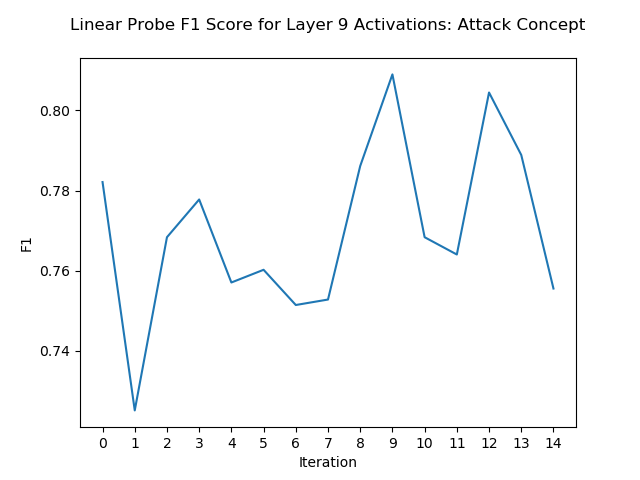 Linear Probe F1 Score for Layer 9 Activations: Attack Concept
0.80
0.78
0.76
0.74
F1
0 1 2 3 4 5 6 7 8 9 10 11 12 13 14
Iteration